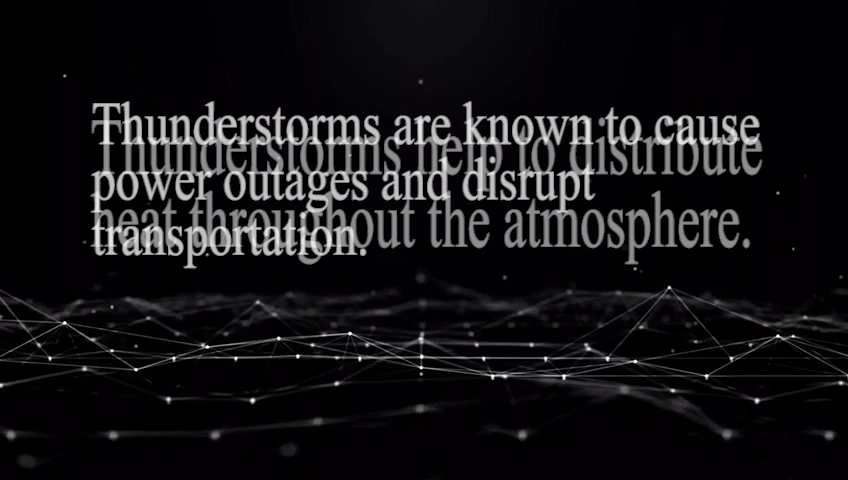 Thunderstorms are known to cause
power outages and disrupt
transportation.
Thunderstorms help to distribute
heat throughout the atmosphere.